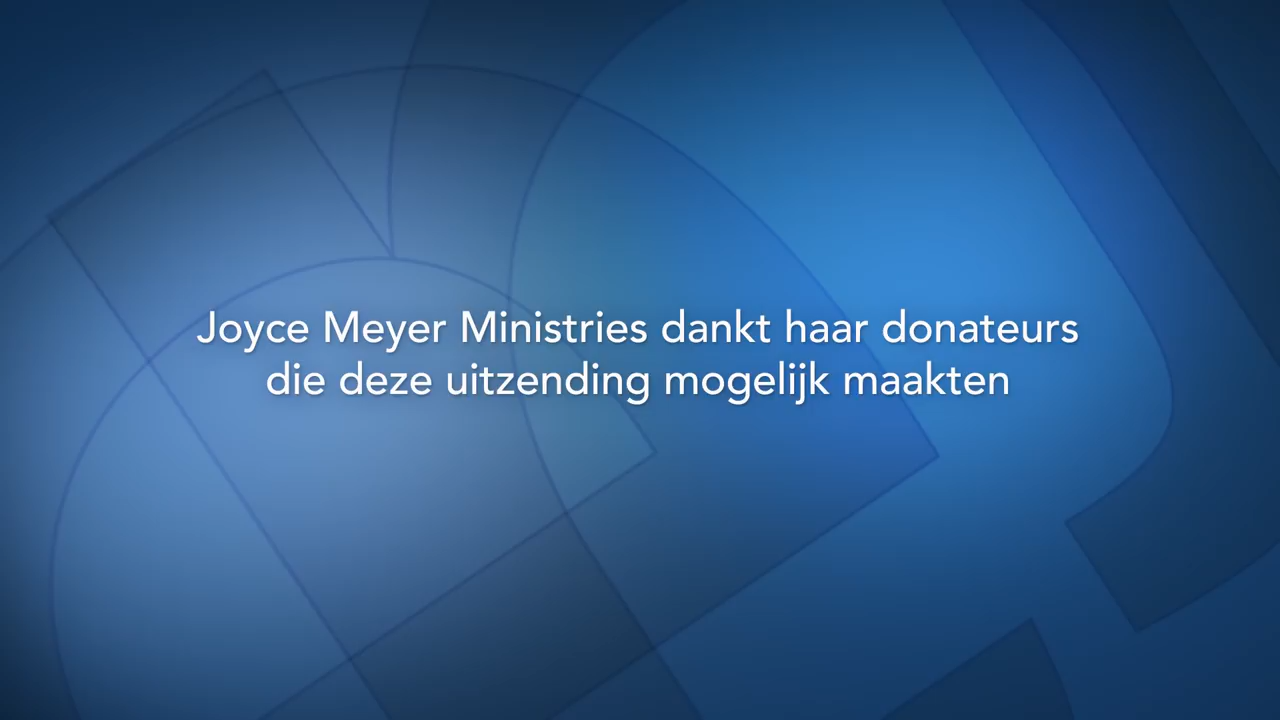 Joyce Meyer Ministries dankt haar donateurs
die deze uitzending mogelijk maakten